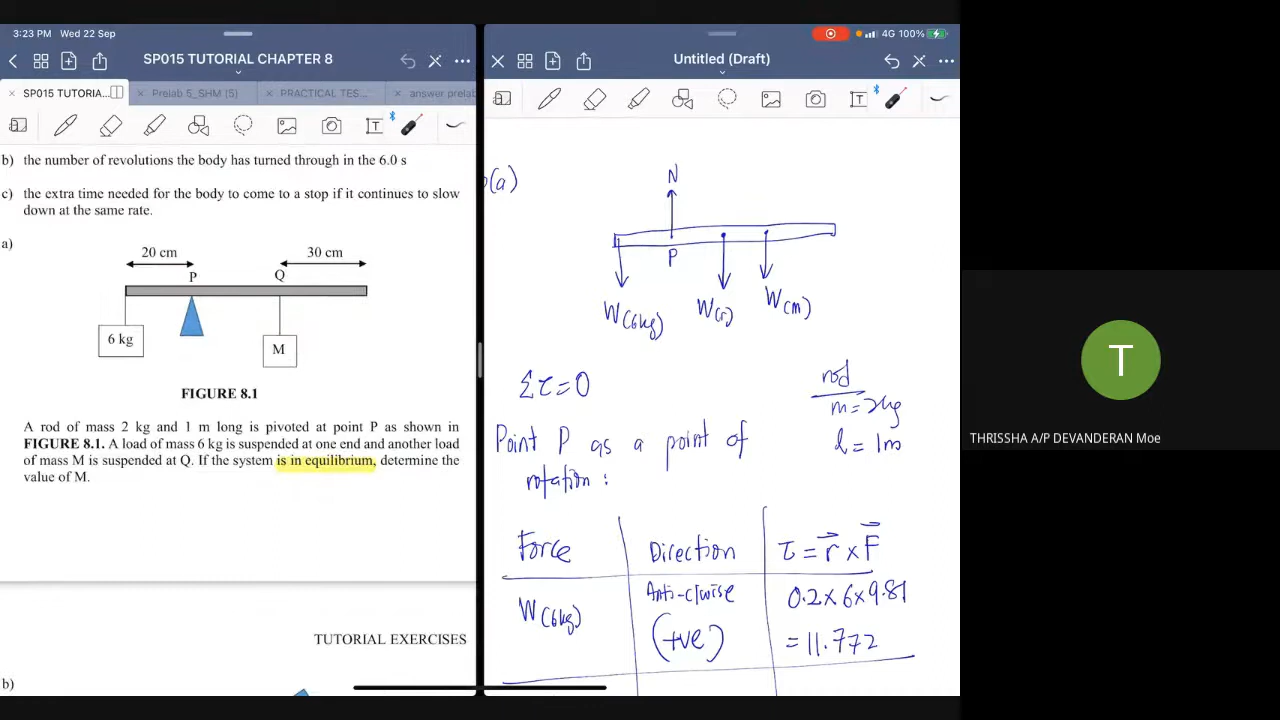 3:23 PM Wed 22 Sep
SP015 TUTORIAL CHAPTER 8
SP015 TUTORIA...
Prelab 5_SHM (5)
PRACTICAL TES...
answer prelab
b) the number of revolutions the body has turned through in the 6.0 s
c) the extra time needed for the body to come to a stop if it continues to slow
down at the same rate.
a)
20 cm
30 cm
P
Q
6 kg
M
FIGURE 8.1
A rod of mass 2 kg and 1 m long is pivoted at point P as shown in
FIGURE 8.1. A load of mass 6 kg is suspended at one end and another load
of mass M is suspended at Q. If the system is in equilibrium, determine the
value of M.
TUTORIAL EXERCISES
b)
4G 100%
Untitled (Draft)
(a)
N
P
W(6kg)
W(r)
W(m)
Στ=0
rod
m=2kg
l=1m
Point P as a point of
rotation :
Force
Direction
τ = r⃗ × F⃗
W(6kg)
Anti-c/wise
(+ve)
0.2×6×9.81
= 11.772
T
THRISSHA A/P DEVANDERAN Moe